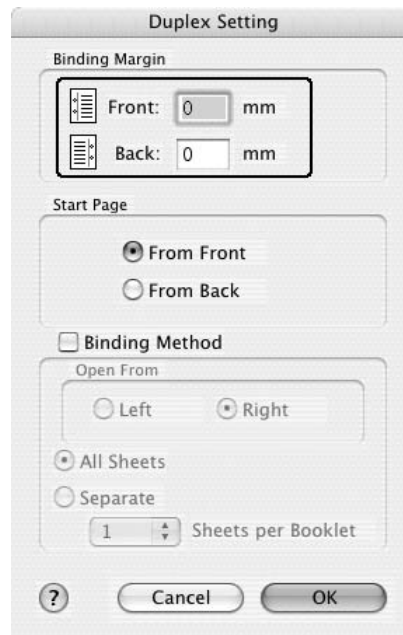 Duplex Setting
Binding Margin
Front: 0 mm
Back: 0 mm
Start Page
From Front
From Back
Binding Method
Open From
Left Right
All Sheets
Separate
1 Sheets per Booklet
? Cancel OK